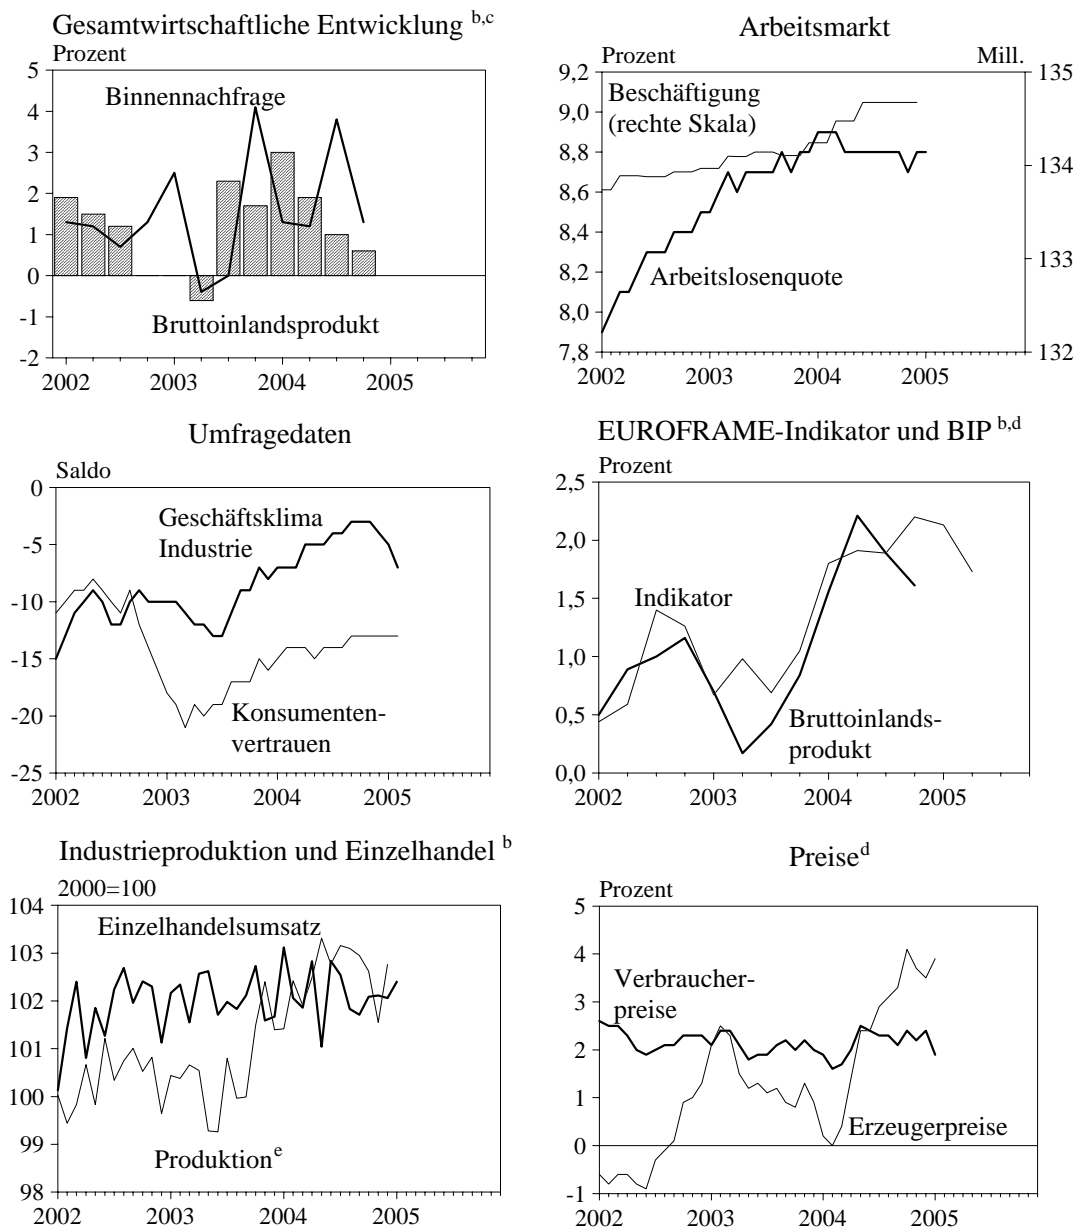 Gesamtwirtschaftliche Entwicklung b,c
Prozent
5
4
3
2
1
0
-1
-2
Binnennachfrage
Bruttoinlandsprodukt
2002 2003 2004 2005
Arbeitsmarkt
Prozent Mill.
9,2
9,0
8,8
8,6
8,4
8,2
8,0
7,8
135
134
133
132
Beschäftigung
(rechte Skala)
Arbeitslosenquote
2002 2003 2004 2005
Umfragedaten
Saldo
0
-5
-10
-15
-20
-25
Geschäftsklima
Industrie
Konsumenten-
vertrauen
2002 2003 2004 2005
EUROFRAME-Indikator und BIP b,d
Prozent
2,5
2,0
1,5
1,0
0,5
0,0
Indikator
Bruttoinlands-
produkt
2002 2003 2004 2005
Industrieproduktion und Einzelhandel b
2000=100
104
103
102
101
100
99
98
Einzelhandelsumsatz
Produktion e
2002 2003 2004 2005
Preise d
Prozent
5
4
3
2
1
0
-1
Verbraucher-
preise
Erzeugerpreise
2002 2003 2004 2005